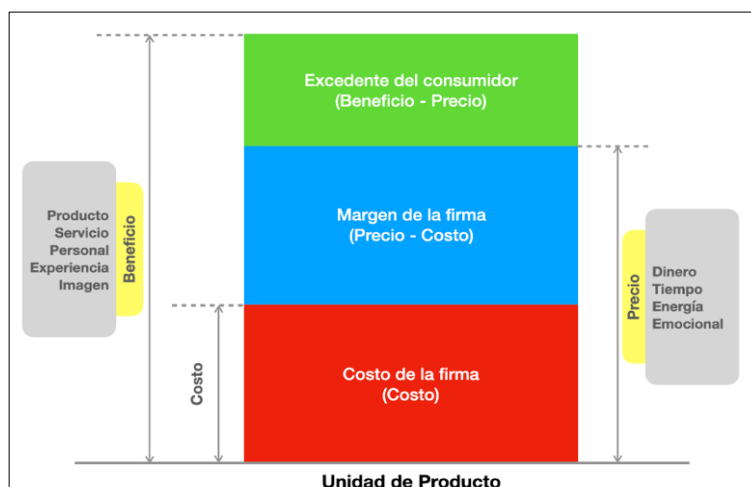 Excedente del consumidor
(Beneficio - Precio)
Margen de la firma
(Precio - Costo)
Costo de la firma
(Costo)
Producto
Servicio
Personal
Experiencia
Imagen
Beneficio
Costo
Precio
Dinero
Tiempo
Energía
Emocional
Unidad de Producto